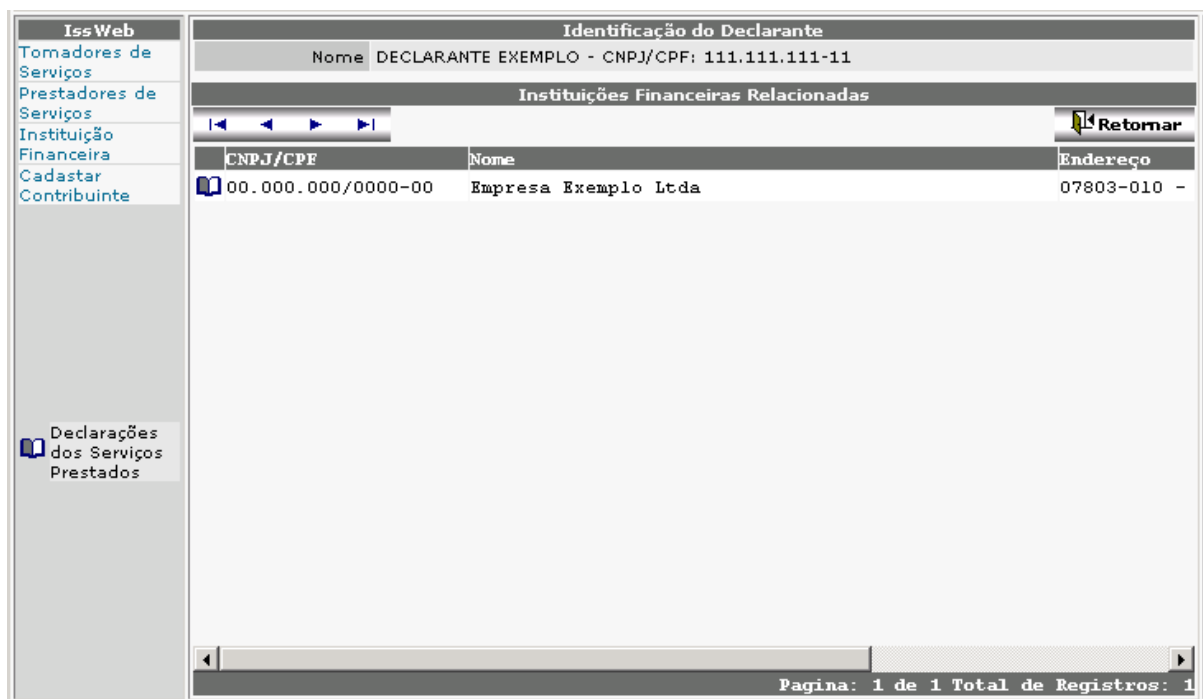 IssWeb
Tomadores de
Serviços
Prestadores de
Serviços
Instituição
Financeira
Cadastar
Contribuinte
Declarações
dos Serviços
Prestados
Identificação do Declarante
Nome DECLARANTE EXEMPLO - CNPJ/CPF: 111.111.111-11
Instituições Financeiras Relacionadas
Retornar
CNPJ/CPF Nome Endereço
00.000.000/0000-00 Empresa Exemplo Ltda 07803-010 -
Pagina: 1 de 1 Total de Registros: 1